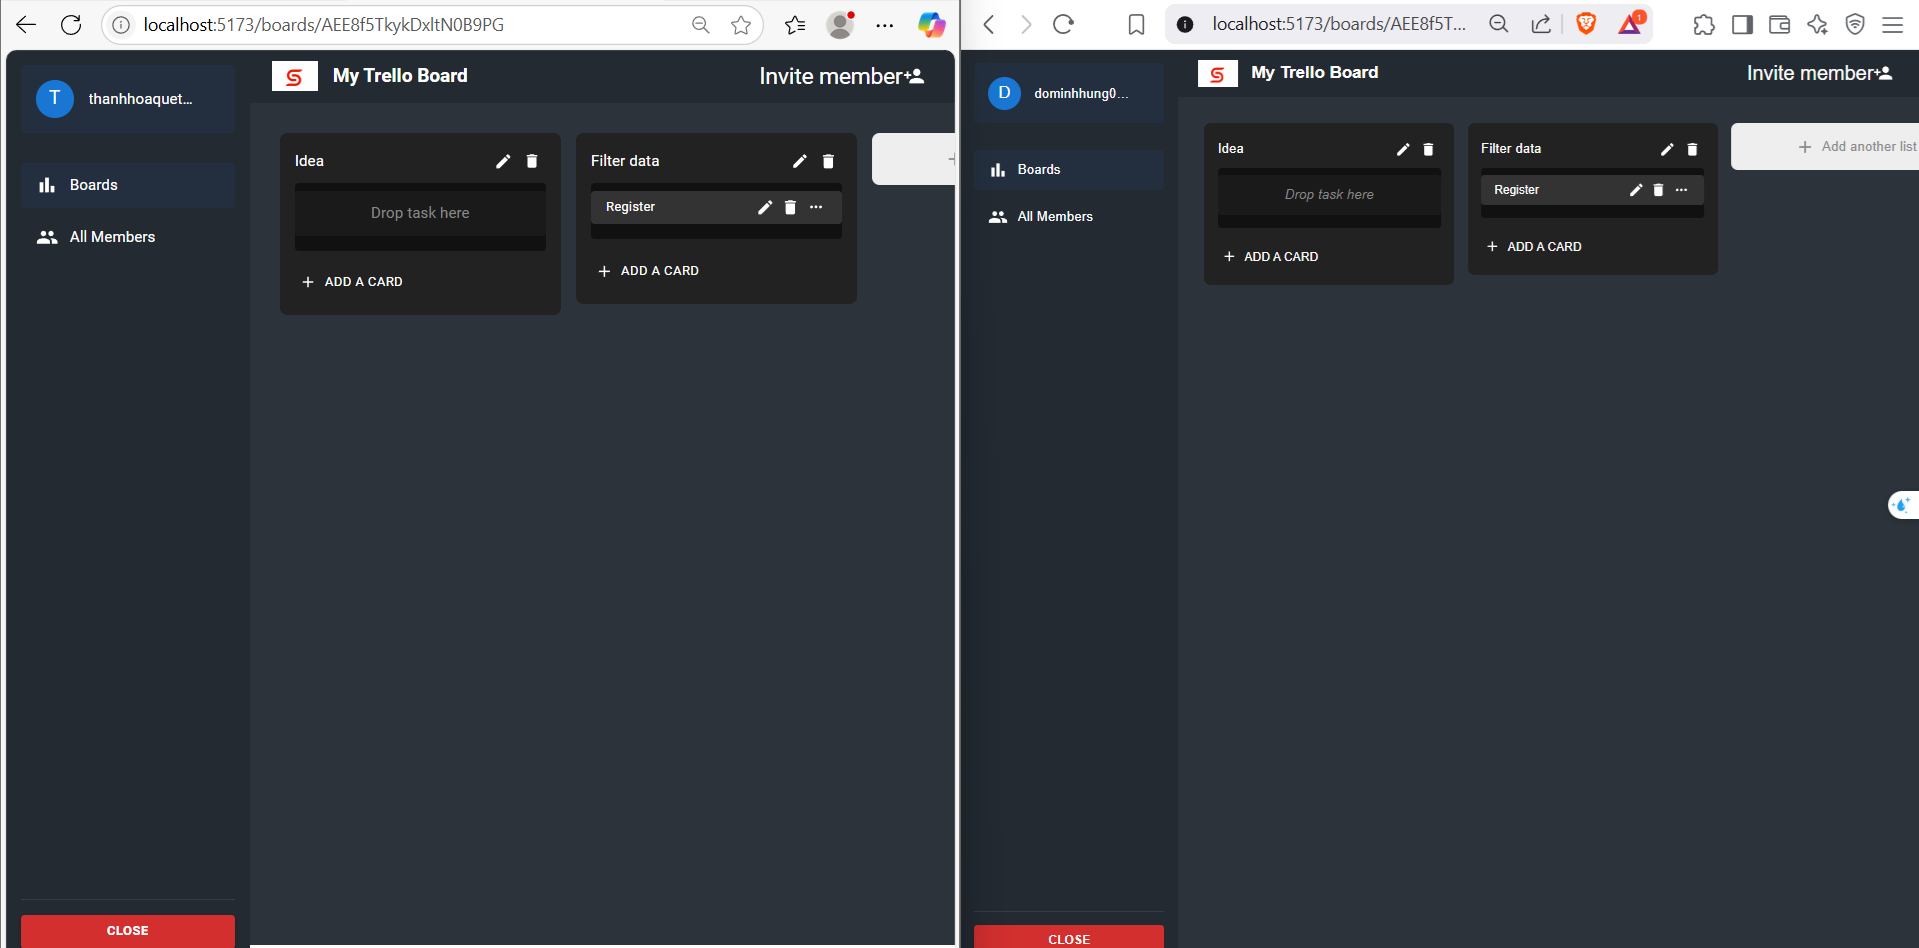 localhost:5173/boards/AEE8f5TkykDxltN0B9PG
T
thanhhoaquet...
S
My Trello Board
Invite member
Boards
All Members
Idea
Drop task here
ADD A CARD
Filter data
Register
ADD A CARD
CLOSE
localhost:5173/boards/AEE8f5T...
1
D
dominhhung0...
S
My Trello Board
Invite member
Boards
All Members
Idea
Drop task here
ADD A CARD
Filter data
Register
ADD A CARD
Add another list
CLOSE